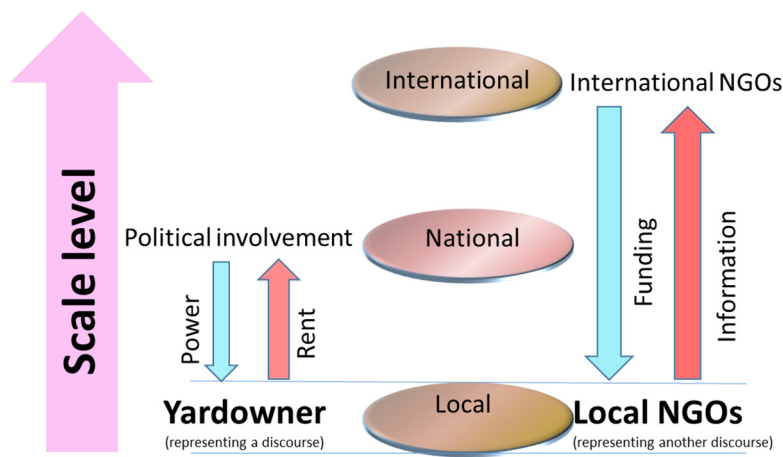 International
International NGOs
Scale level
Political involvement
National
Power
Rent
Funding
Information
Yardowner
(representing a discourse)
Local
Local NGOs
(representing another discourse)